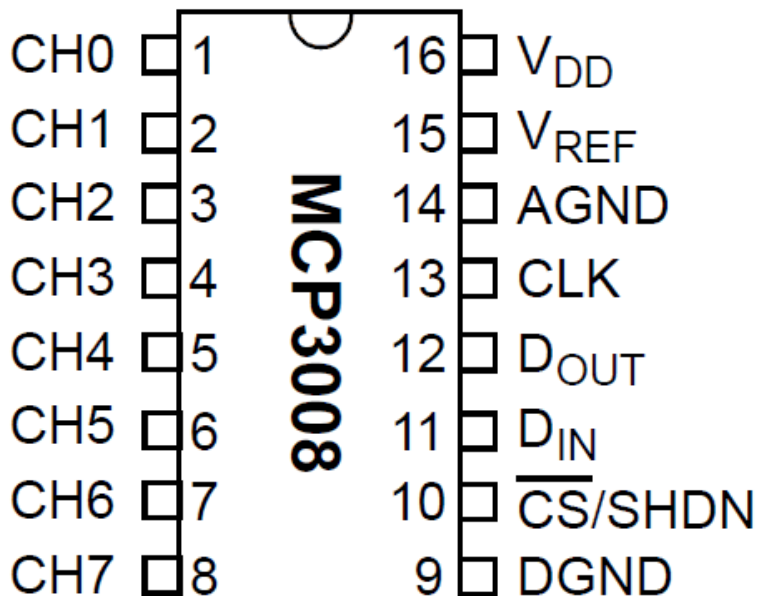 CH0 1 16 VDD
CH1 2 15 VREF
CH2 3 14 AGND
CH3 4 13 CLK
CH4 5 12 DOUT
CH5 6 11 DIN
CH6 7 10 C̅S̅/SHDN
CH7 8 9 DGND
MCP3008